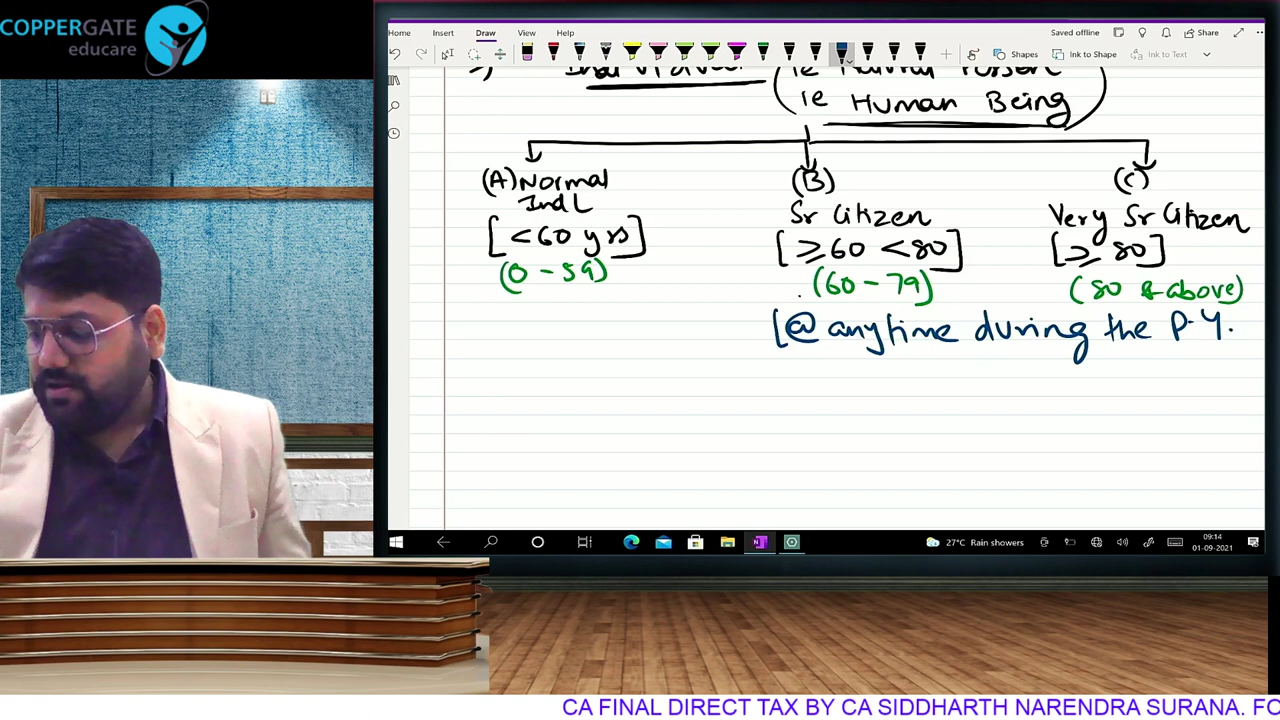 COPPERGATE
educare
Home Insert Draw View Help
Saved offline
Share
Shapes
Ink to Shape
Ink to Text
(ie
(ie Human Being)
(A) Normal
Ind L
[<60 yrs]
(0 - 59)
(B)
Sr Citizen
[≥60 <80]
(60 - 79)
(C)
Very Sr Citizen
[≥ 80]
(80 & above)
[@ anytime during the P.Y.
27°C Rain showers
09:14
01-09-2021
CA FINAL DIRECT TAX BY CA SIDDHARTH NARENDRA SURANA. FO